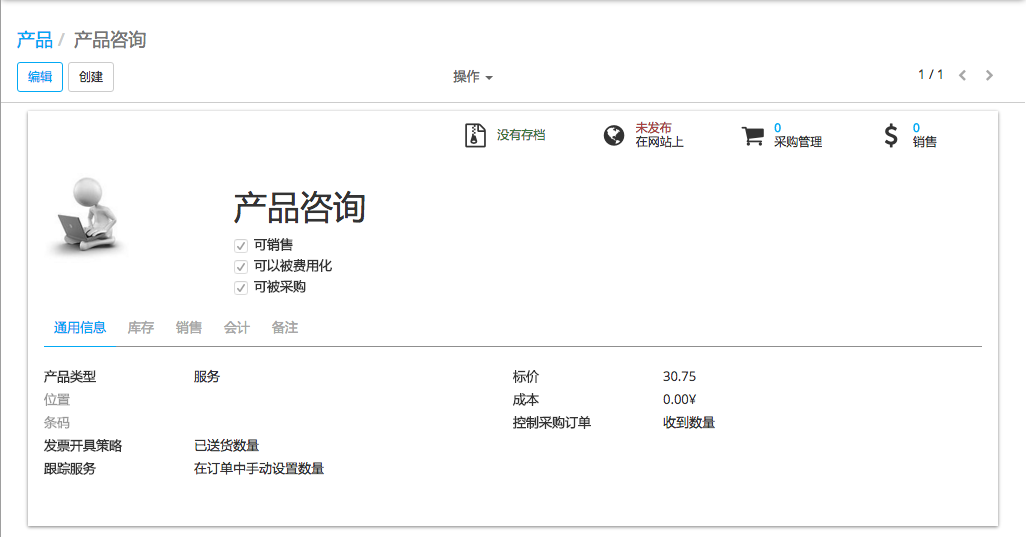 产品 / 产品咨询
编辑 创建 操作 1 / 1
没有存档 未发布 在网站上 0 采购管理 0 销售
产品咨询
可销售
可以被费用化
可被采购
通用信息 库存 销售 会计 备注
产品类型 服务 标价 30.75
位置 成本 0.00¥
条码 控制采购订单 收到数量
发票开具策略 已送货数量
跟踪服务 在订单中手动设置数量